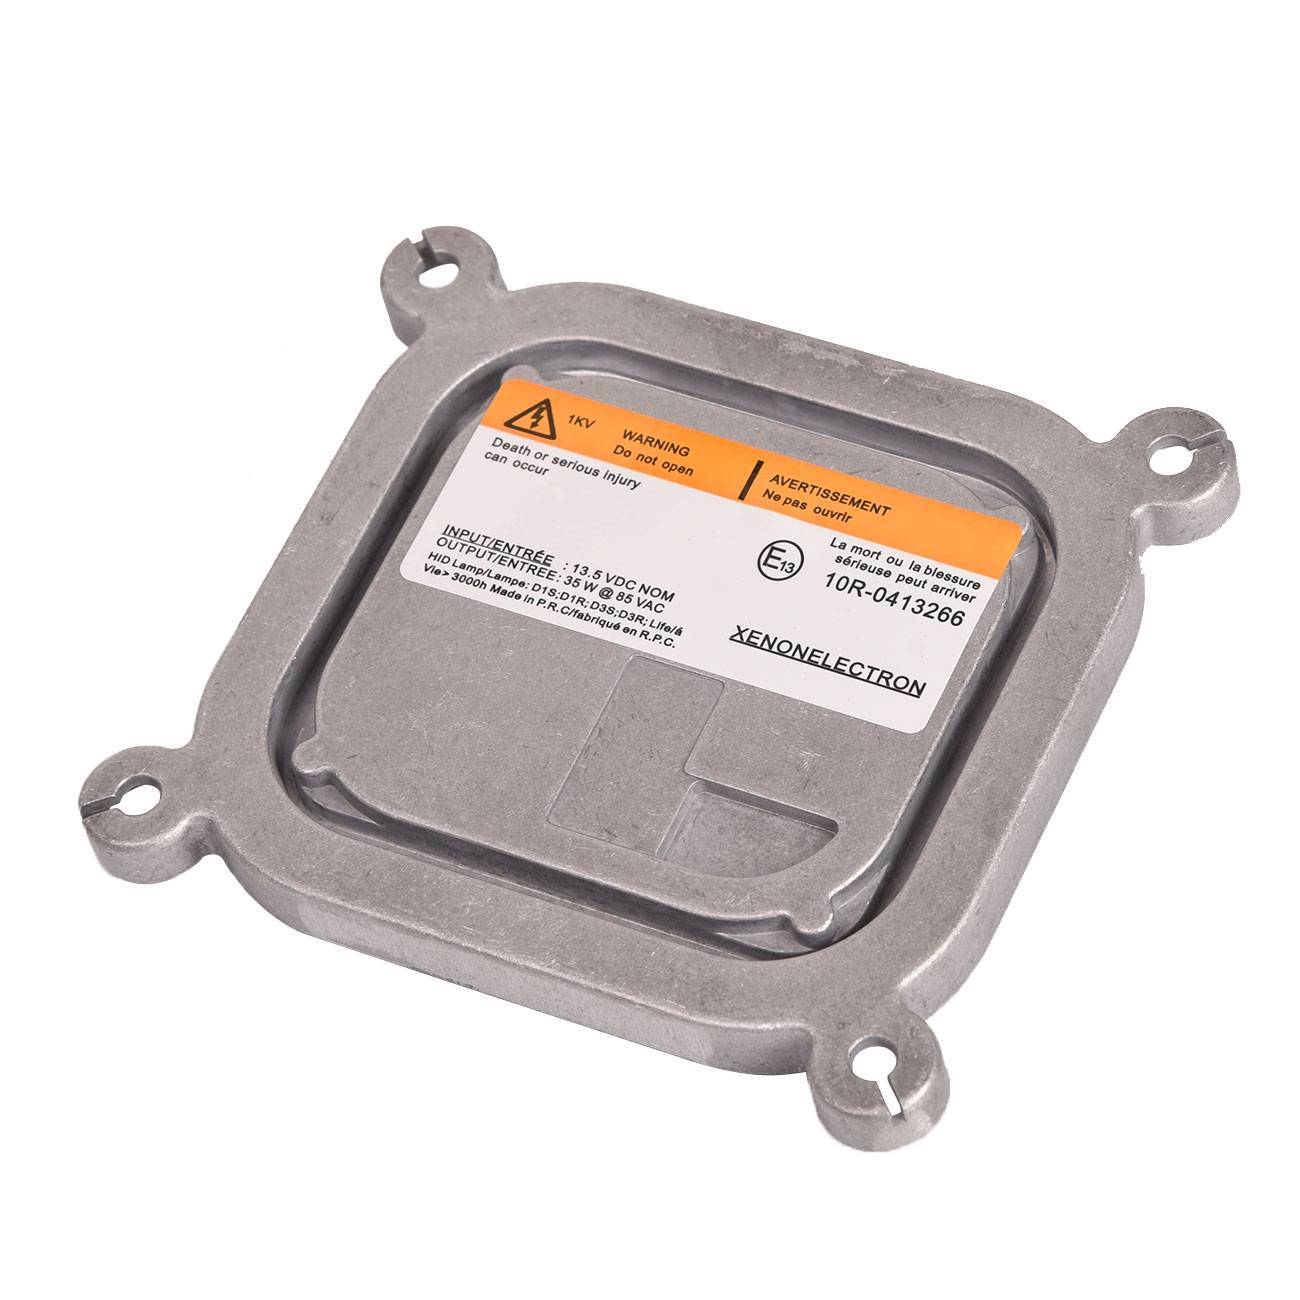 1KV
WARNING
Do not open
AVERTISSEMENT
Ne pas ouvrir
Death or serious injury
can occur
La mort ou la blessure
sérieuse peut arriver
E13
10R-0413266
INPUT/ENTRÉE : 13.5 VDC NOM
OUTPUT/ENTREE: 35 W @ 85 VAC
HID Lamp/Lampe: D1S;D1R; D3S;D3R; Life/á
Vie> 3000h Made in P.R.C/fabriqué en R.P.C.
XENONELECTRON